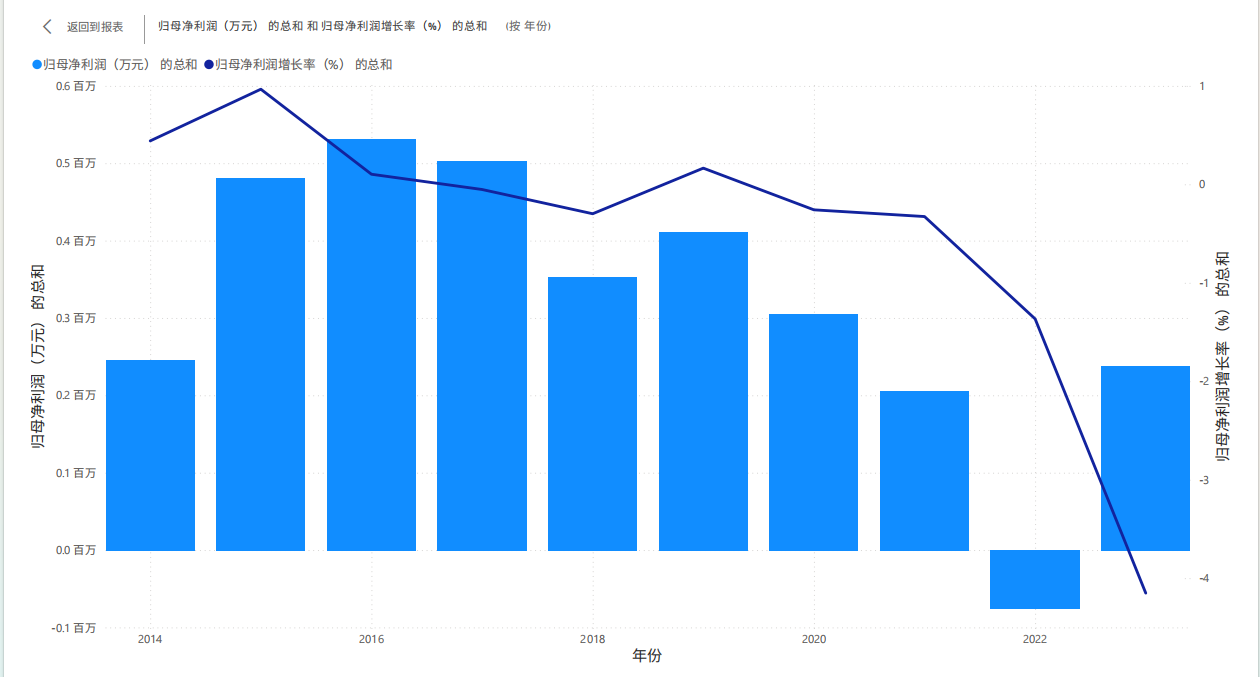 返回到报表 归母净利润（万元） 的总和 和 归母净利润增长率（%） 的总和 (按 年份)
归母净利润（万元） 的总和 归母净利润增长率（%） 的总和
归母净利润（万元） 的总和
0.6 百万
0.5 百万
0.4 百万
0.3 百万
0.2 百万
0.1 百万
0.0 百万
-0.1 百万
1
0
-1
-2
-3
-4
归母净利润增长率（%） 的总和
2014 2016 2018 2020 2022
年份